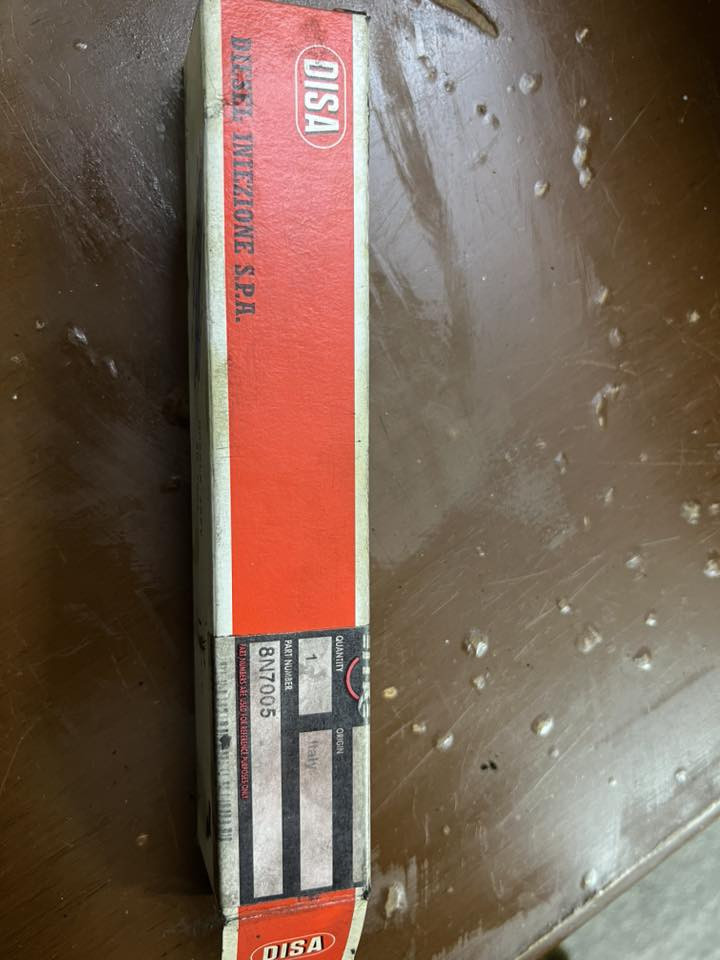 DISA
DIESEL INIEZIONE S.P.A.
QUANTITY
ORIGIN
1
Italy
PART NUMBER
8N7005
PART NUMBERS ARE USED FOR REFERENCE PURPOSES ONLY
DISA